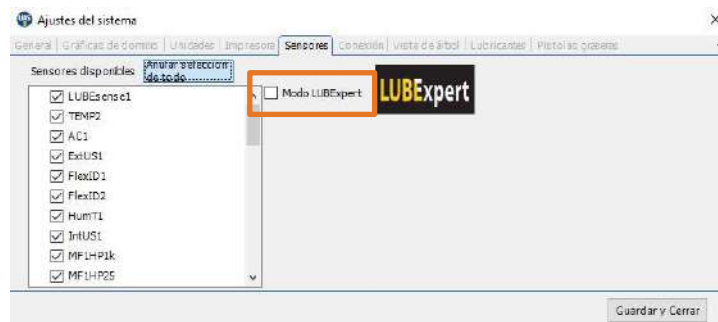 Ajustes del sistema
General Gráficas de dominio Unidades Impresora Sensores Conexión Vista de árbol Lubricantes Pistolas graseras
Sensores disponibles Anular selección de todo
Modo LUBExpert LUBExpert
LUBEsense1
TEMP2
AC1
ExtUS1
FlexID1
FlexID2
HumT1
IntUS1
MF1HP1k
MF1HP25
Guardar y Cerrar